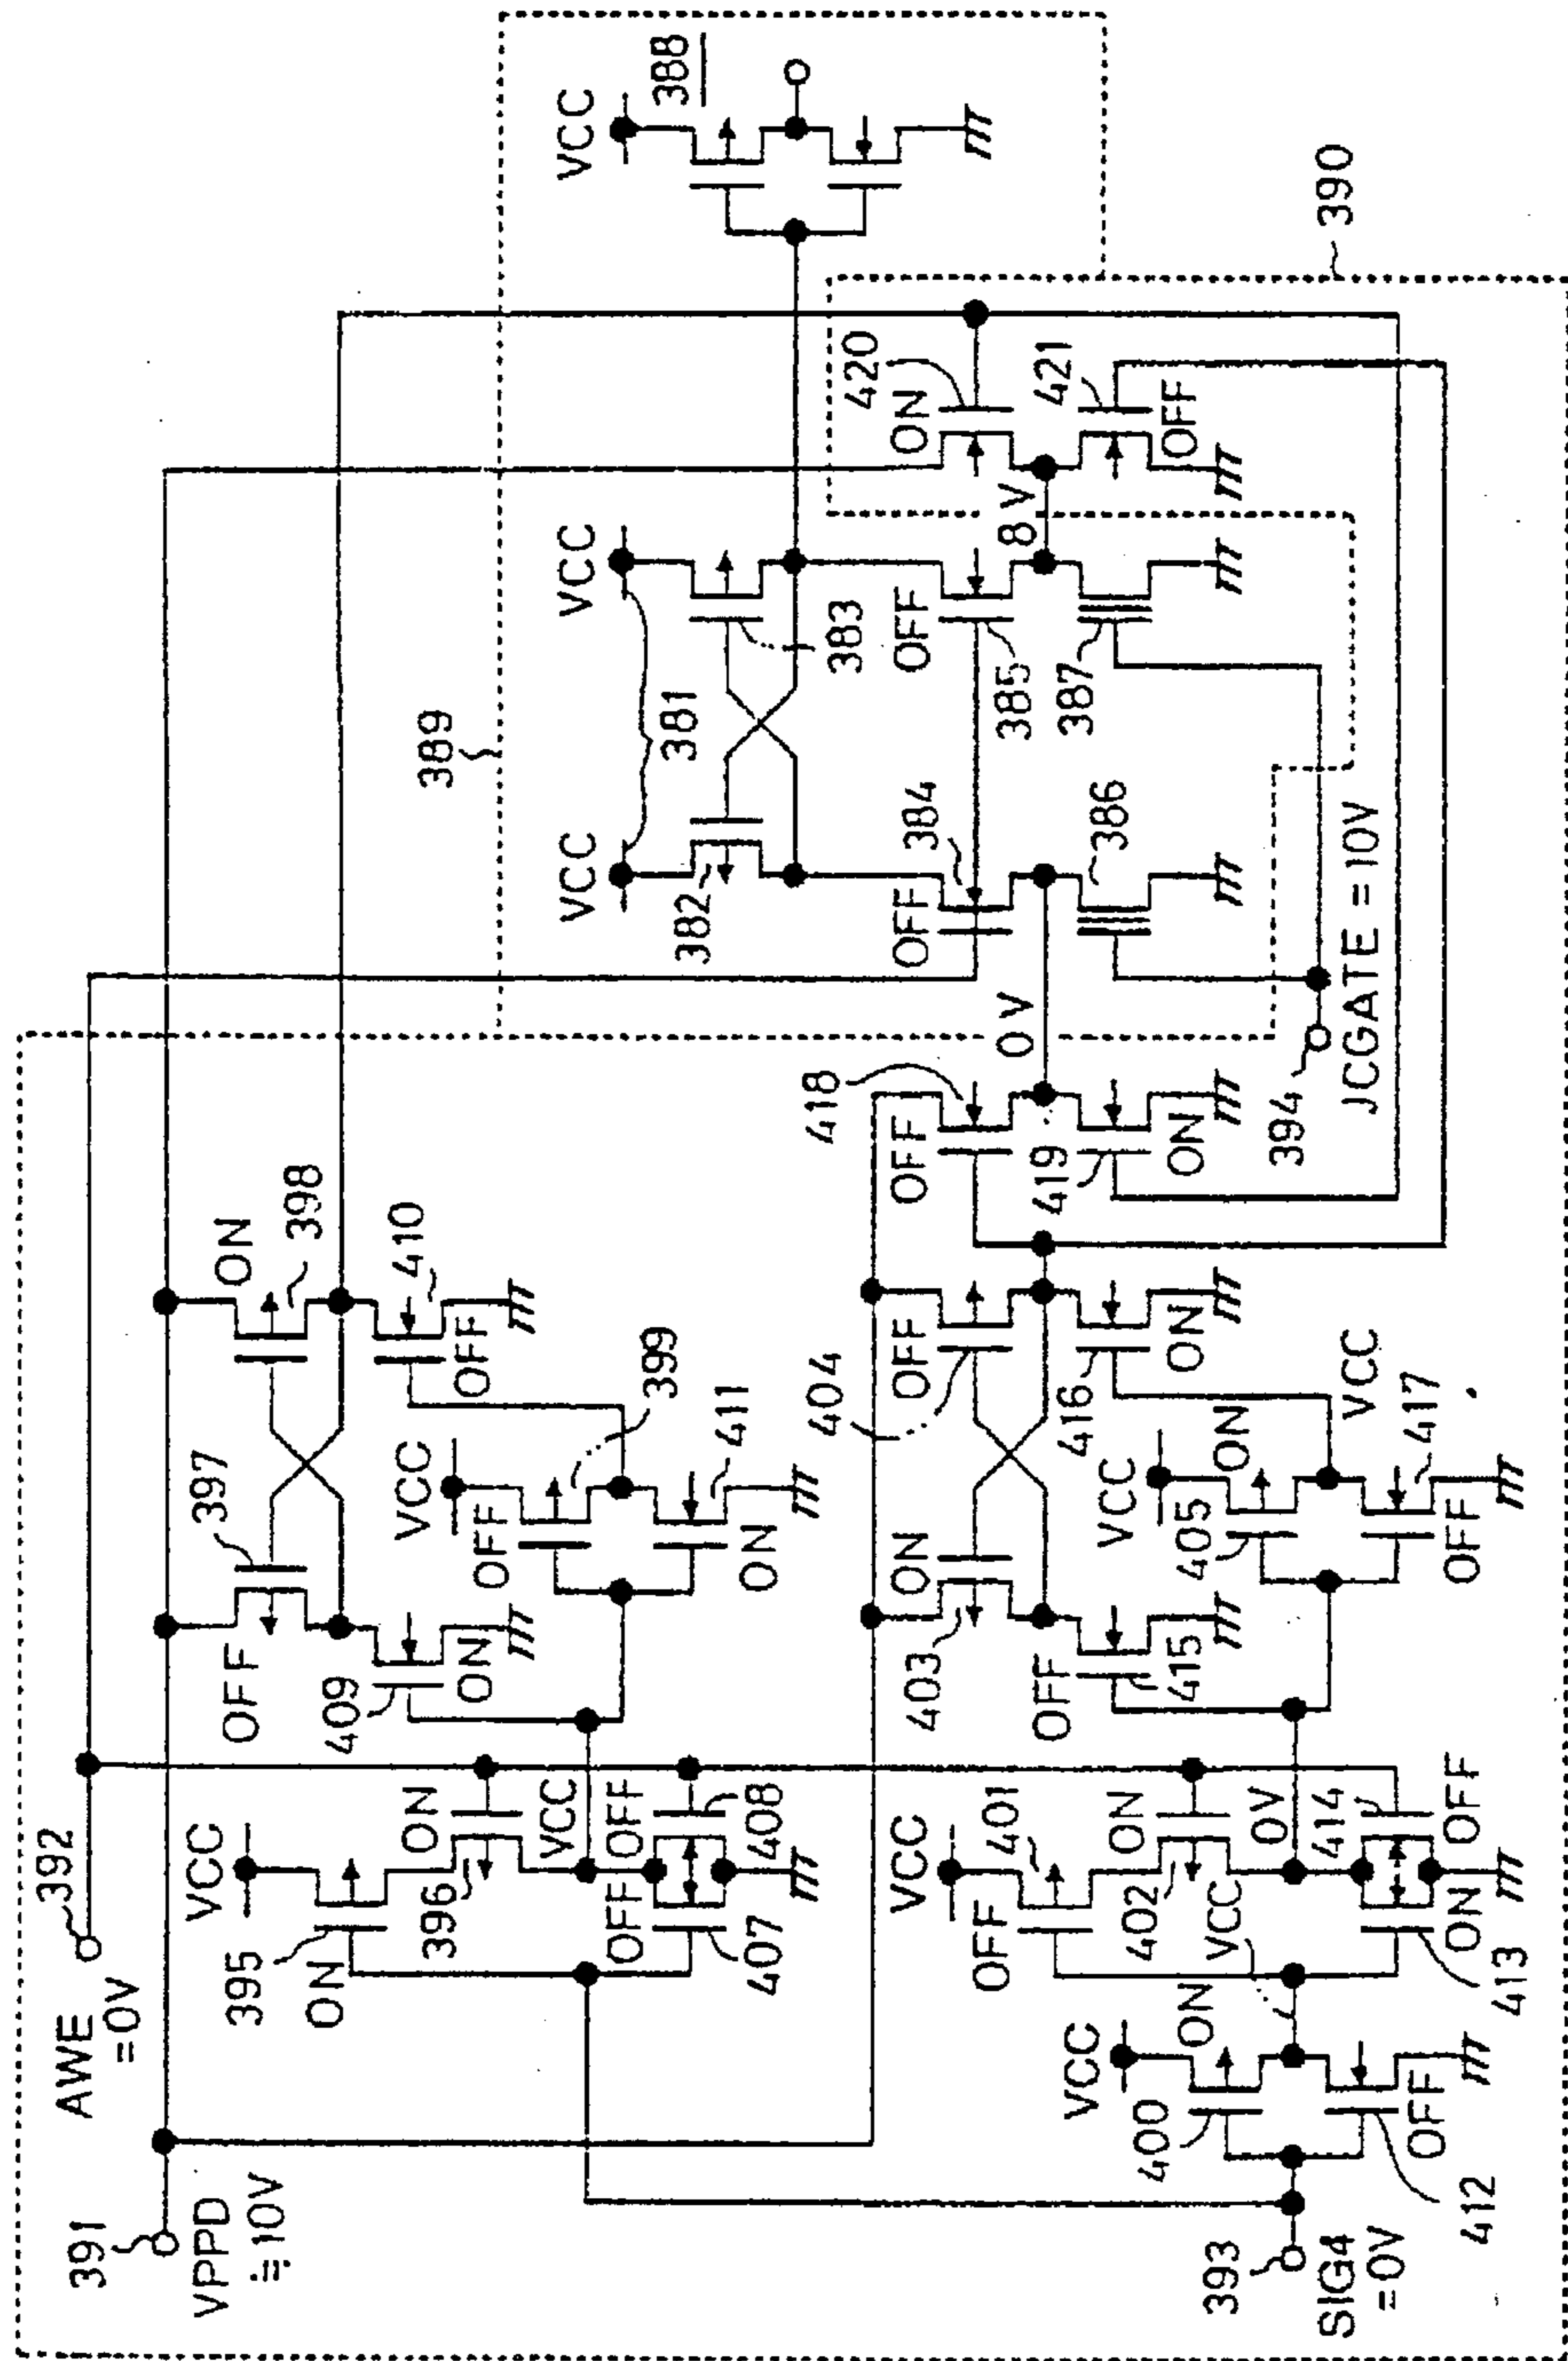 391
VPPD
≒10V
392
AWE
=0V
393
SIG4
=0V
VCC
395
ON
ON
396
VCC
OFF
OFF
407
408
397
OFF
409
ON
ON
398
410
OFF
VCC
OFF
399
411
ON
VCC
400
ON
OFF
412
VCC
OFF
401
ON
402
VCC
0V
414
ON
OFF
413
403
ON
OFF
415
404
OFF
416
ON
VCC
405
ON
VCC
417
OFF
418
OFF
419
ON
0V
394
JCGATE=10V
389
VCC
VCC
381
382
383
OFF
384
OFF
385
386
387
8V
420
ON
421
OFF
VCC
388
390